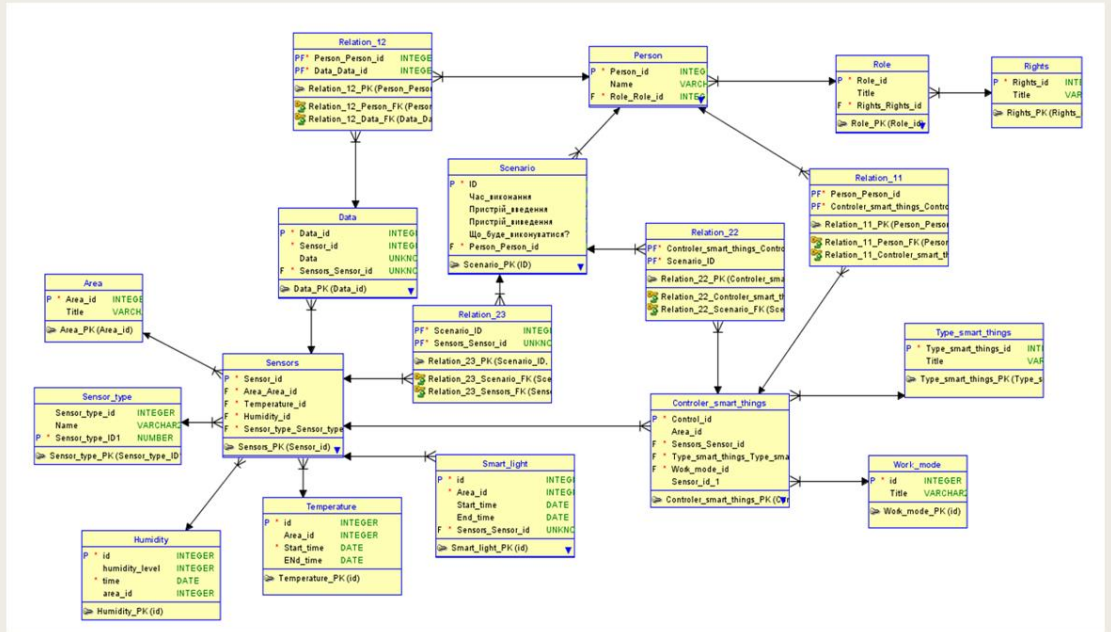 Relation_12
PF* Person_Person_id INTEGE
PF* Data_Data_id INTEGE
Relation_12_PK (Person_Perso
Relation_12_Person_FK (Person
Relation_12_Data_FK (Data_Da
Person
P * Person_id INTEG
Name VARCH
F * Role_Role_id INTEG
Role
P * Role_id
Title
F * Rights_Rights_id
Role_PK (Role_id)
Rights
P * Rights_id INTE
Title VAR
Rights_PK (Rights_
Scenario
P * ID
Час_виконання
Пристрій_введення
Пристрій_виведення
Що_буде_виконуватися?
F * Person_Person_id
Scenario_PK (ID)
Relation_11
PF* Person_Person_id
PF* Controler_smart_things_Contro
Relation_11_PK (Person_Person
Relation_11_Person_FK (Person
Relation_11_Controler_smart_th
Data
P * Data_id INTEGE
* Sensor_id INTEGE
Data UNKNO
F * Sensors_Sensor_id UNKNO
Data_PK (Data_id)
Relation_22
PF* Controler_smart_things_Contro
PF* Scenario_ID
Relation_22_PK (Controler_sma
Relation_22_Controler_smart_th
Relation_22_Scenario_FK (Sce
Area
P * Area_id INTEGE
Title VARCH
Area_PK (Area_id)
Relation_23
PF* Scenario_ID INTEGE
PF* Sensors_Sensor_id UNKNO
Relation_23_PK (Scenario_ID,
Relation_23_Scenario_FK (Sce
Relation_23_Sensors_FK (Sens
Type_smart_things
P * Type_smart_things_id INTE
Title VAR
Type_smart_things_PK (Type_s
Sensors
P * Sensor_id
F * Area_Area_id
F * Temperature_id
F * Humidity_id
F * Sensor_type_Sensor_type
Sensors_PK (Sensor_id)
Sensor_type
Sensor_type_id INTEGER
Name VARCHAR2
P * Sensor_type_ID1 NUMBER
Sensor_type_PK (Sensor_type_ID
Controler_smart_things
P * Control_id
Area_id
F * Sensors_Sensor_id
F * Type_smart_things_Type_sma
F * Work_mode_id
Sensor_id_1
Controler_smart_things_PK (Con
Smart_light
P * id INTEGE
* Area_id INTEGE
Start_time DATE
End_time DATE
F * Sensors_Sensor_id UNKNO
Smart_light_PK (id)
Work_mode
P * id INTEGER
Title VARCHAR2
Work_mode_PK (id)
Temperature
P * id INTEGER
Area_id INTEGER
* Start_time DATE
ENd_time DATE
Temperature_PK (id)
Humidity
P * id INTEGER
humidity_level INTEGER
* time DATE
area_id INTEGER
Humidity_PK (id)